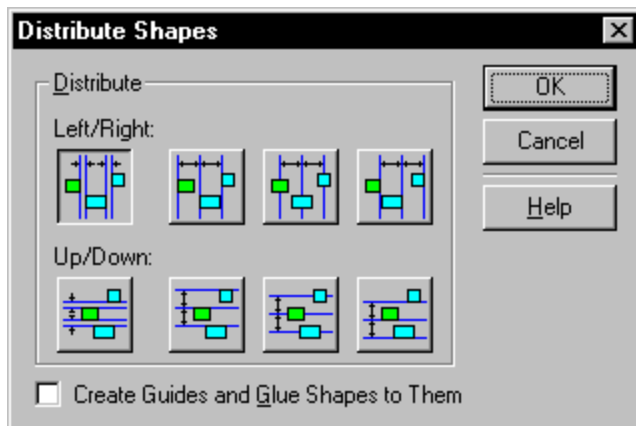 Distribute Shapes
Distribute
Left/Right:
Up/Down:
Create Guides and Glue Shapes to Them
OK
Cancel
Help